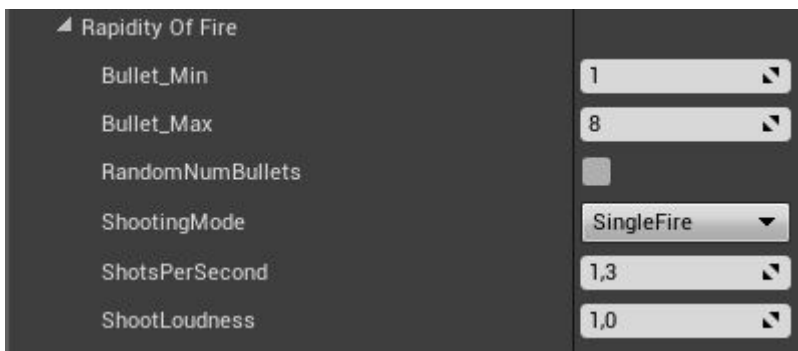 Rapidity Of Fire
Bullet_Min 1
Bullet_Max 8
RandomNumBullets
ShootingMode SingleFire
ShotsPerSecond 1,3
ShootLoudness 1,0